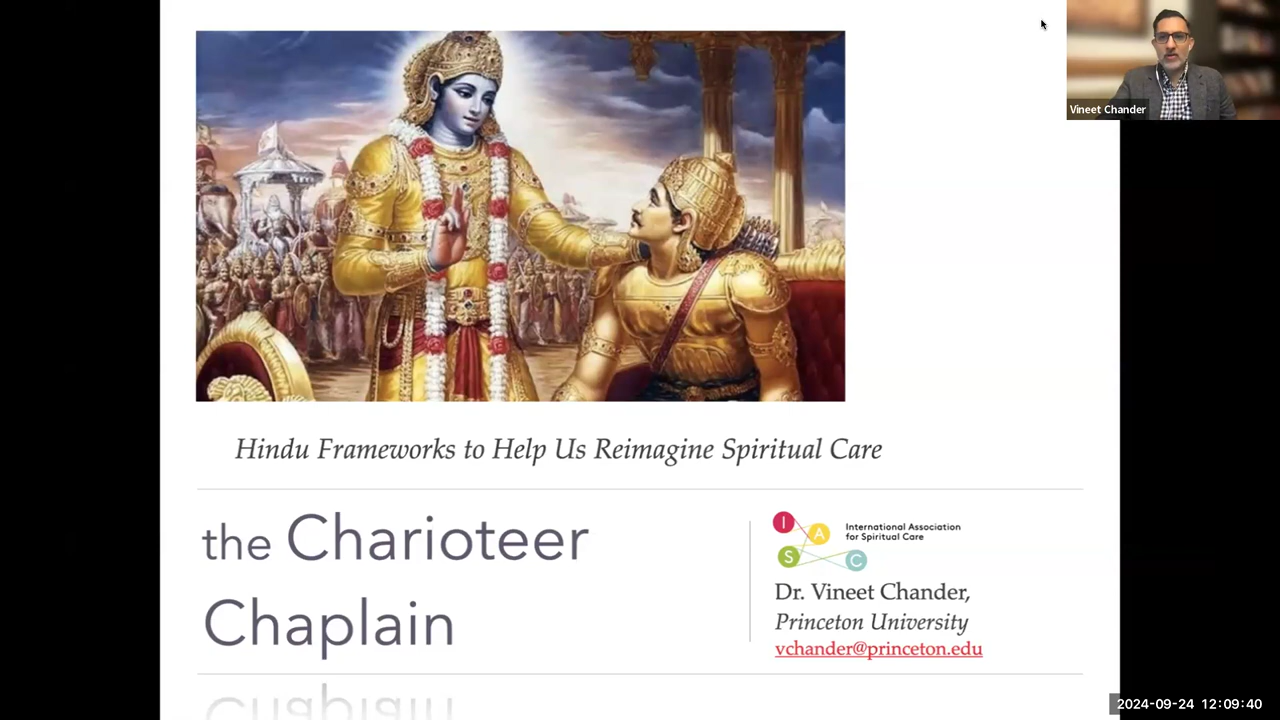 Vineet Chander
Hindu Frameworks to Help Us Reimagine Spiritual Care
the Charioteer
Chaplain
I
A
S
C
International Association
for Spiritual Care
Dr. Vineet Chander,
Princeton University
vchander@princeton.edu
2024-09-24 12:09:40